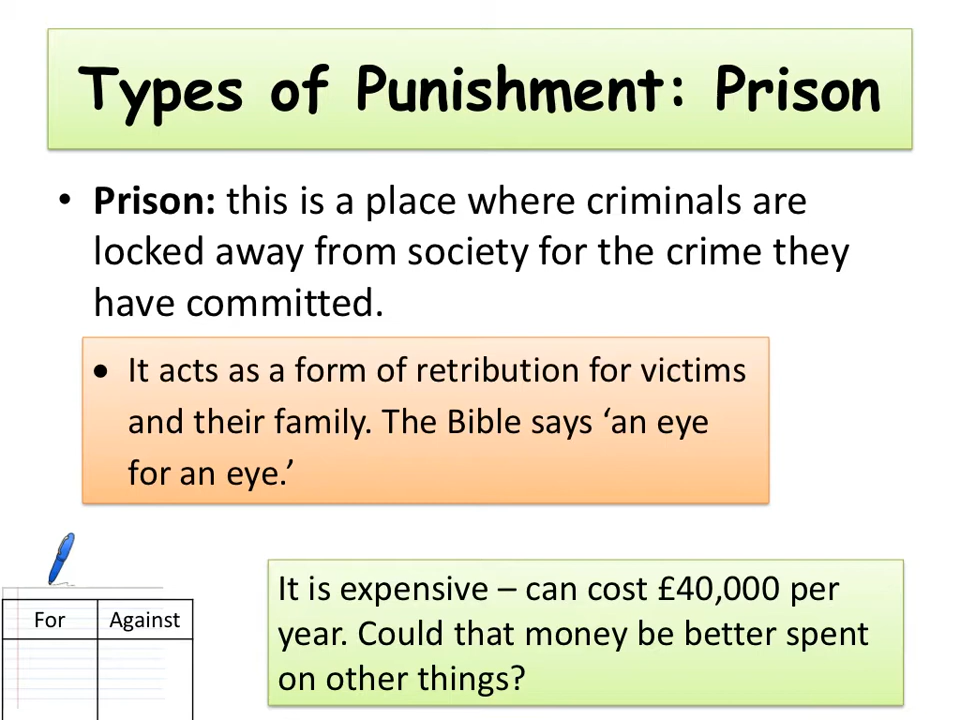 Types of Punishment: Prison
• Prison: this is a place where criminals are
locked away from society for the crime they
have committed.
• It acts as a form of retribution for victims
and their family. The Bible says ‘an eye
for an eye.’
For Against
It is expensive – can cost £40,000 per
year. Could that money be better spent
on other things?